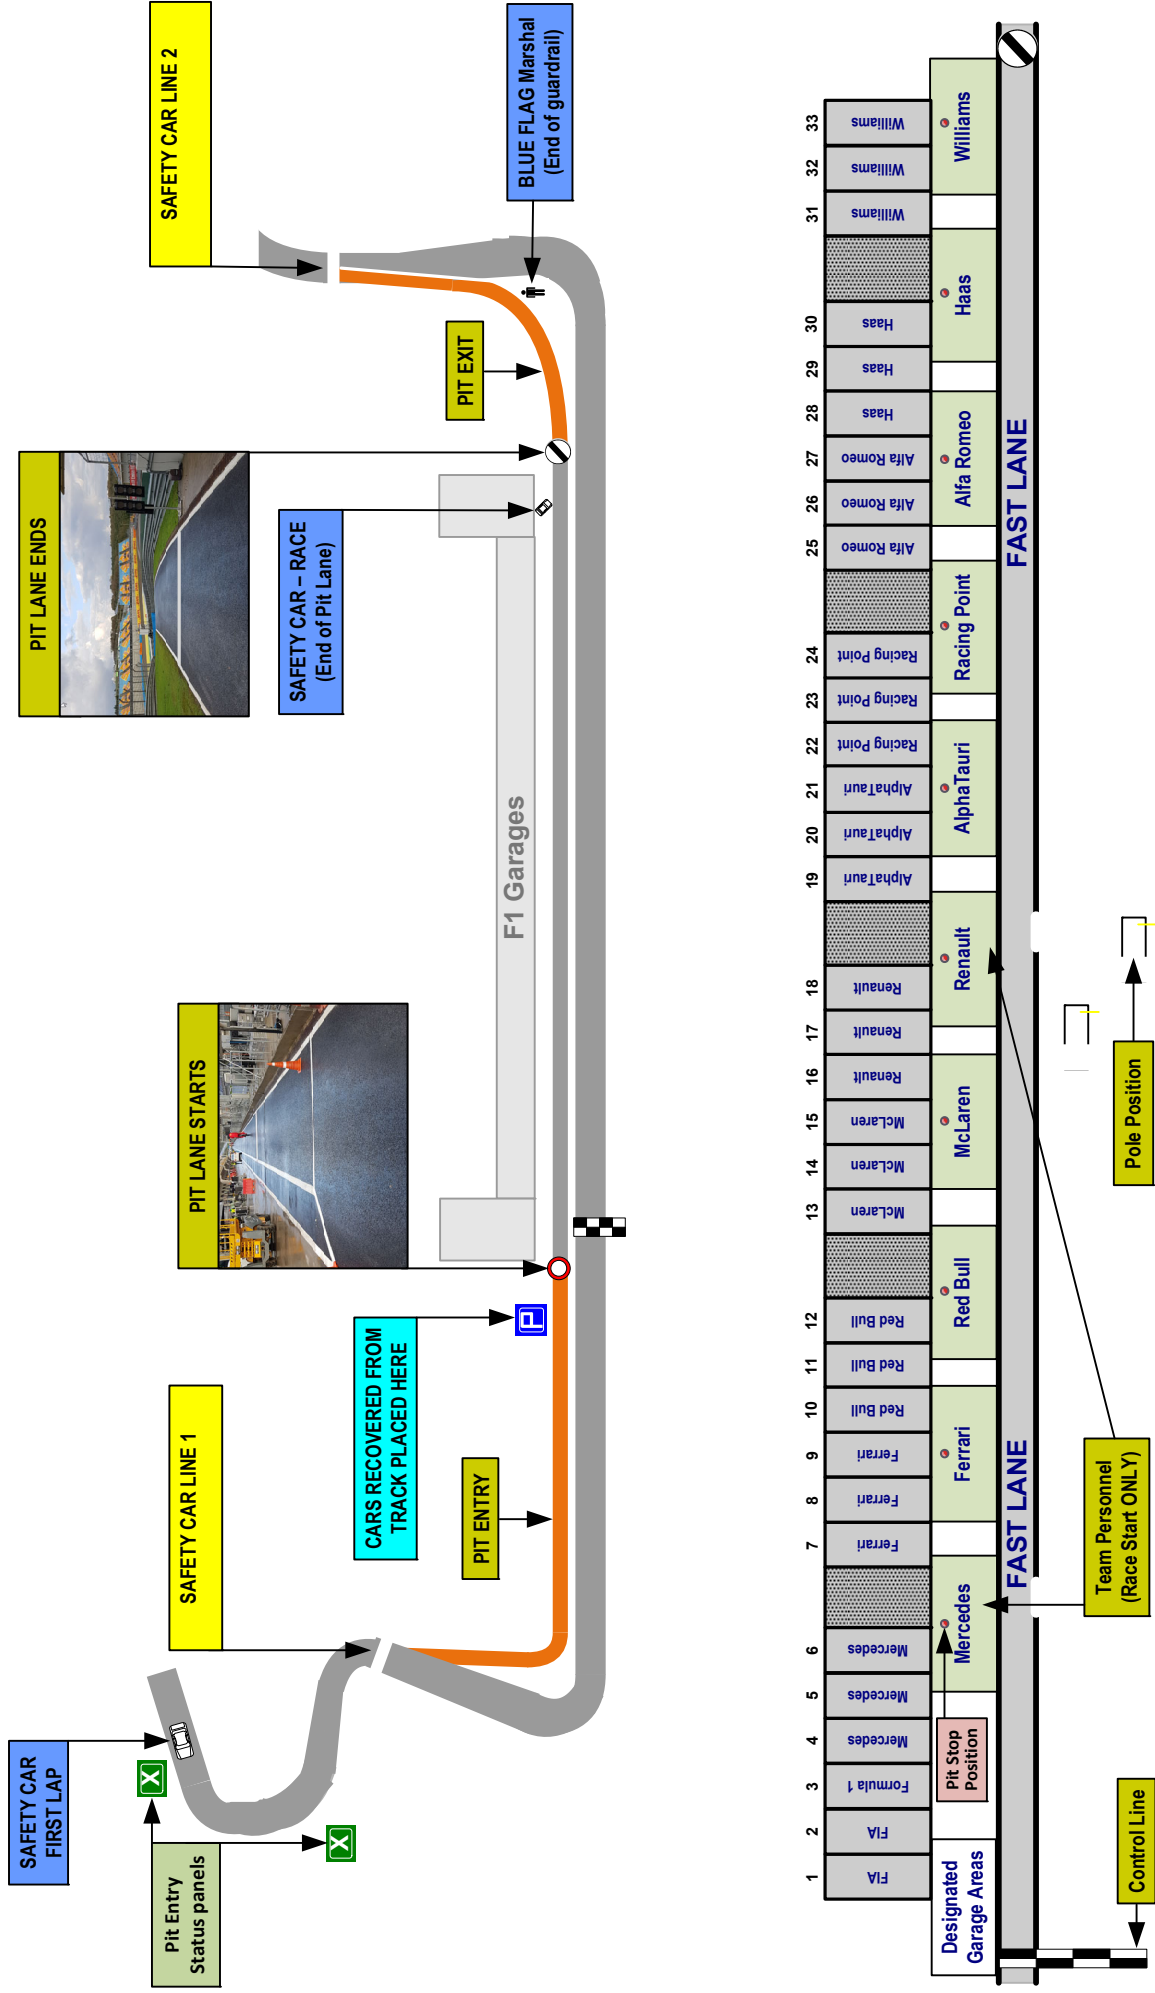 SAFETY CAR
FIRST LAP
Pit Entry
Status panels
X
X
SAFETY CAR LINE 1
CARS RECOVERED FROM
TRACK PLACED HERE
P
PIT ENTRY
PIT LANE STARTS
F1 Garages
PIT LANE ENDS
SAFETY CAR – RACE
(End of Pit Lane)
PIT EXIT
SAFETY CAR LINE 2
BLUE FLAG Marshal
(End of guardrail)
1 2 3 4 5 6 7 8 9 10 11 12 13 14 15 16 17 18 19 20 21 22 23 24 25 26 27 28 29 30 31 32 33
FIA
FIA
Formula 1
Mercedes
Mercedes
Mercedes
Ferrari
Ferrari
Ferrari
Red Bull
Red Bull
Red Bull
McLaren
McLaren
McLaren
Renault
Renault
Renault
AlphaTauri
AlphaTauri
AlphaTauri
Racing Point
Racing Point
Racing Point
Alfa Romeo
Alfa Romeo
Alfa Romeo
Haas
Haas
Haas
Williams
Williams
Williams
Designated
Garage Areas
Pit Stop
Position
Mercedes
Ferrari
Red Bull
McLaren
Renault
AlphaTauri
Racing Point
Alfa Romeo
Haas
Williams
FAST LANE
FAST LANE
Control Line
Team Personnel
(Race Start ONLY)
Pole Position